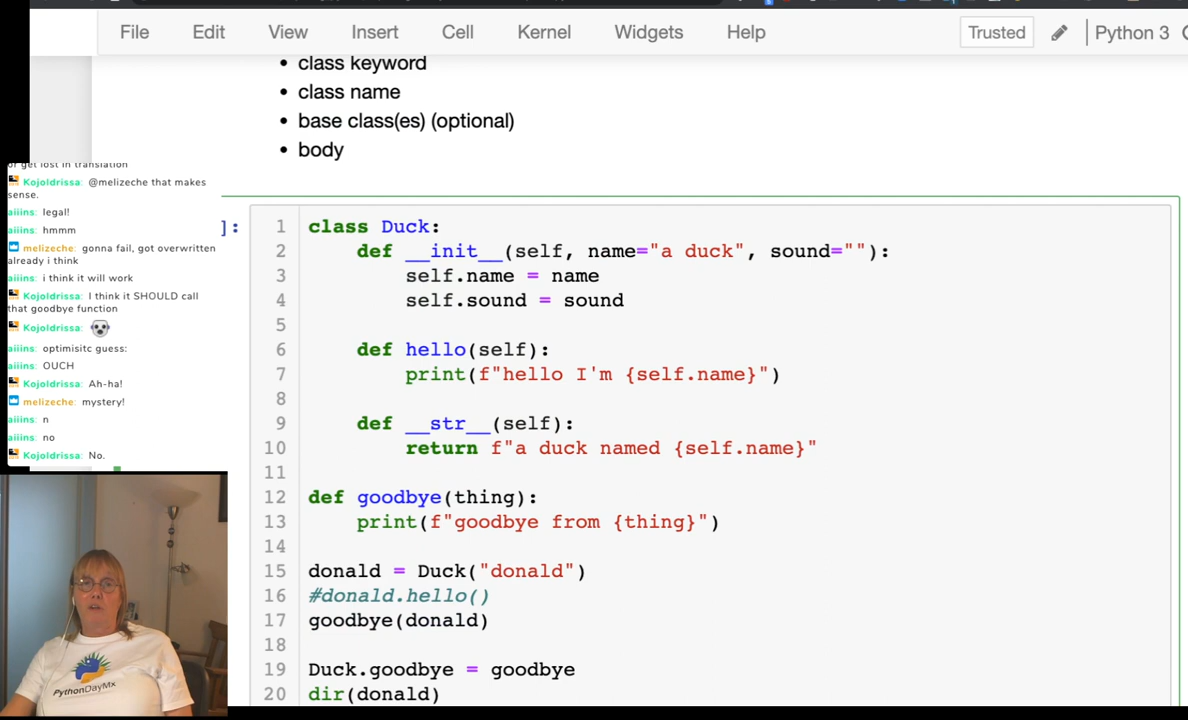 File Edit View Insert Cell Kernel Widgets Help Trusted Python 3
• class keyword
• class name
• base class(es) (optional)
• body
or get lost in translation
Kojoldrissa: @melizeche that makes
sense.
aiiins: legal!
aiiins: hmmm
melizeche: gonna fail, got overwritten
already i think
aiiins: i think it will work
Kojoldrissa: I think it SHOULD call
that goodbye function
Kojoldrissa:
aiiins: optimisitc guess:
aiiins: OUCH
Kojoldrissa: Ah-ha!
melizeche: mystery!
aiiins: n
aiiins: no
Kojoldrissa: No.
]:
1 class Duck:
2     def __init__(self, name="a duck", sound=""):
3         self.name = name
4         self.sound = sound
5
6     def hello(self):
7         print(f"hello I'm {self.name}")
8
9     def __str__(self):
10         return f"a duck named {self.name}"
11
12 def goodbye(thing):
13     print(f"goodbye from {thing}")
14
15 donald = Duck("donald")
16 #donald.hello()
17 goodbye(donald)
18
19 Duck.goodbye = goodbye
20 dir(donald)
PythonDayMx